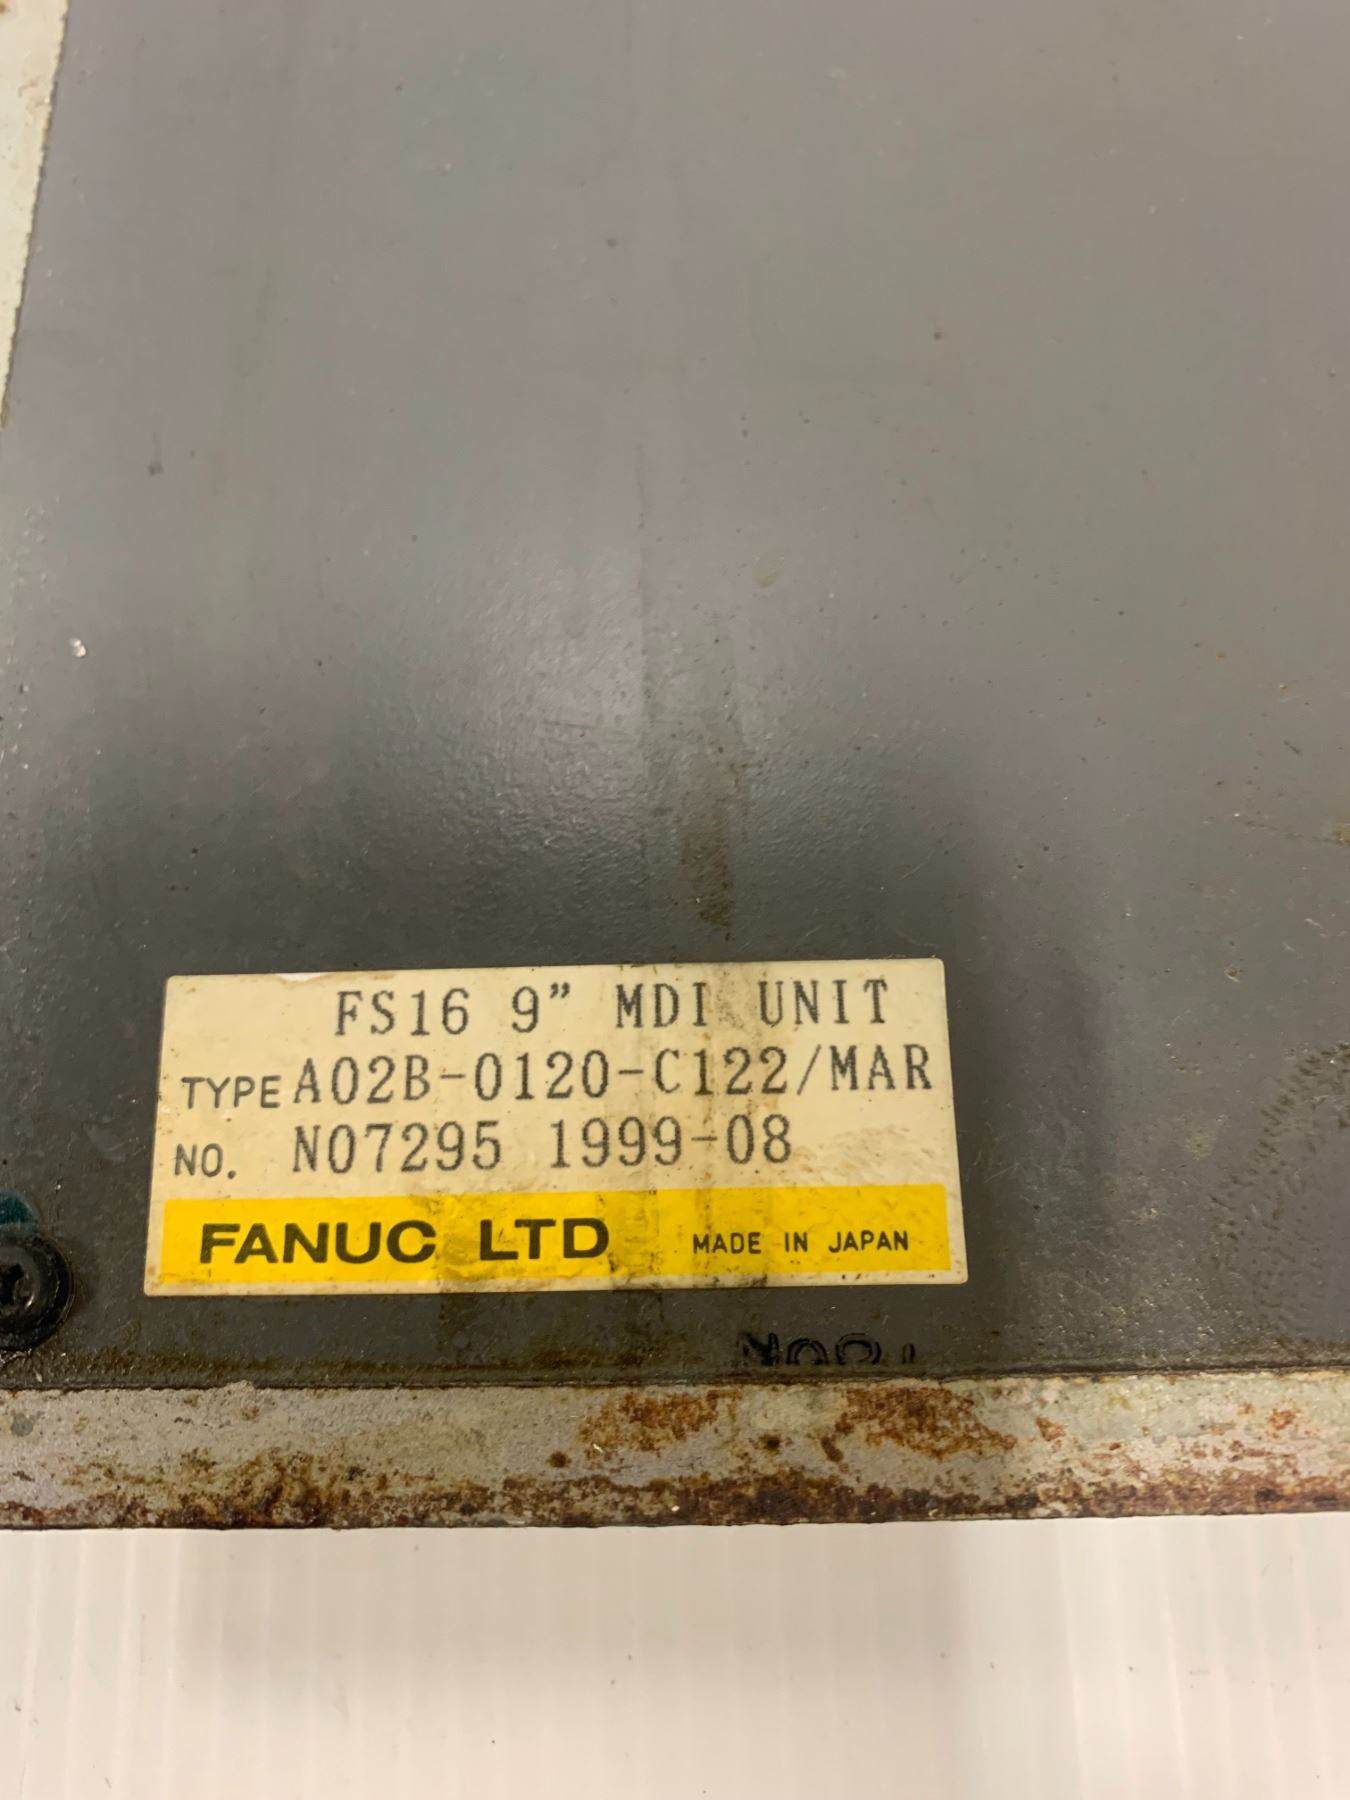 FS16 9” MDI UNIT
TYPE A02B-0120-C122/MAR
NO. N07295 1999-08
FANUC LTD MADE IN JAPAN